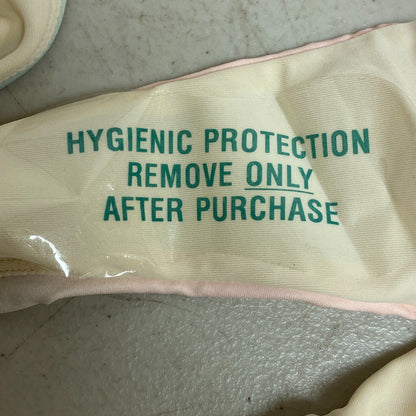 HYGIENIC PROTECTION
REMOVE ONLY
AFTER PURCHASE